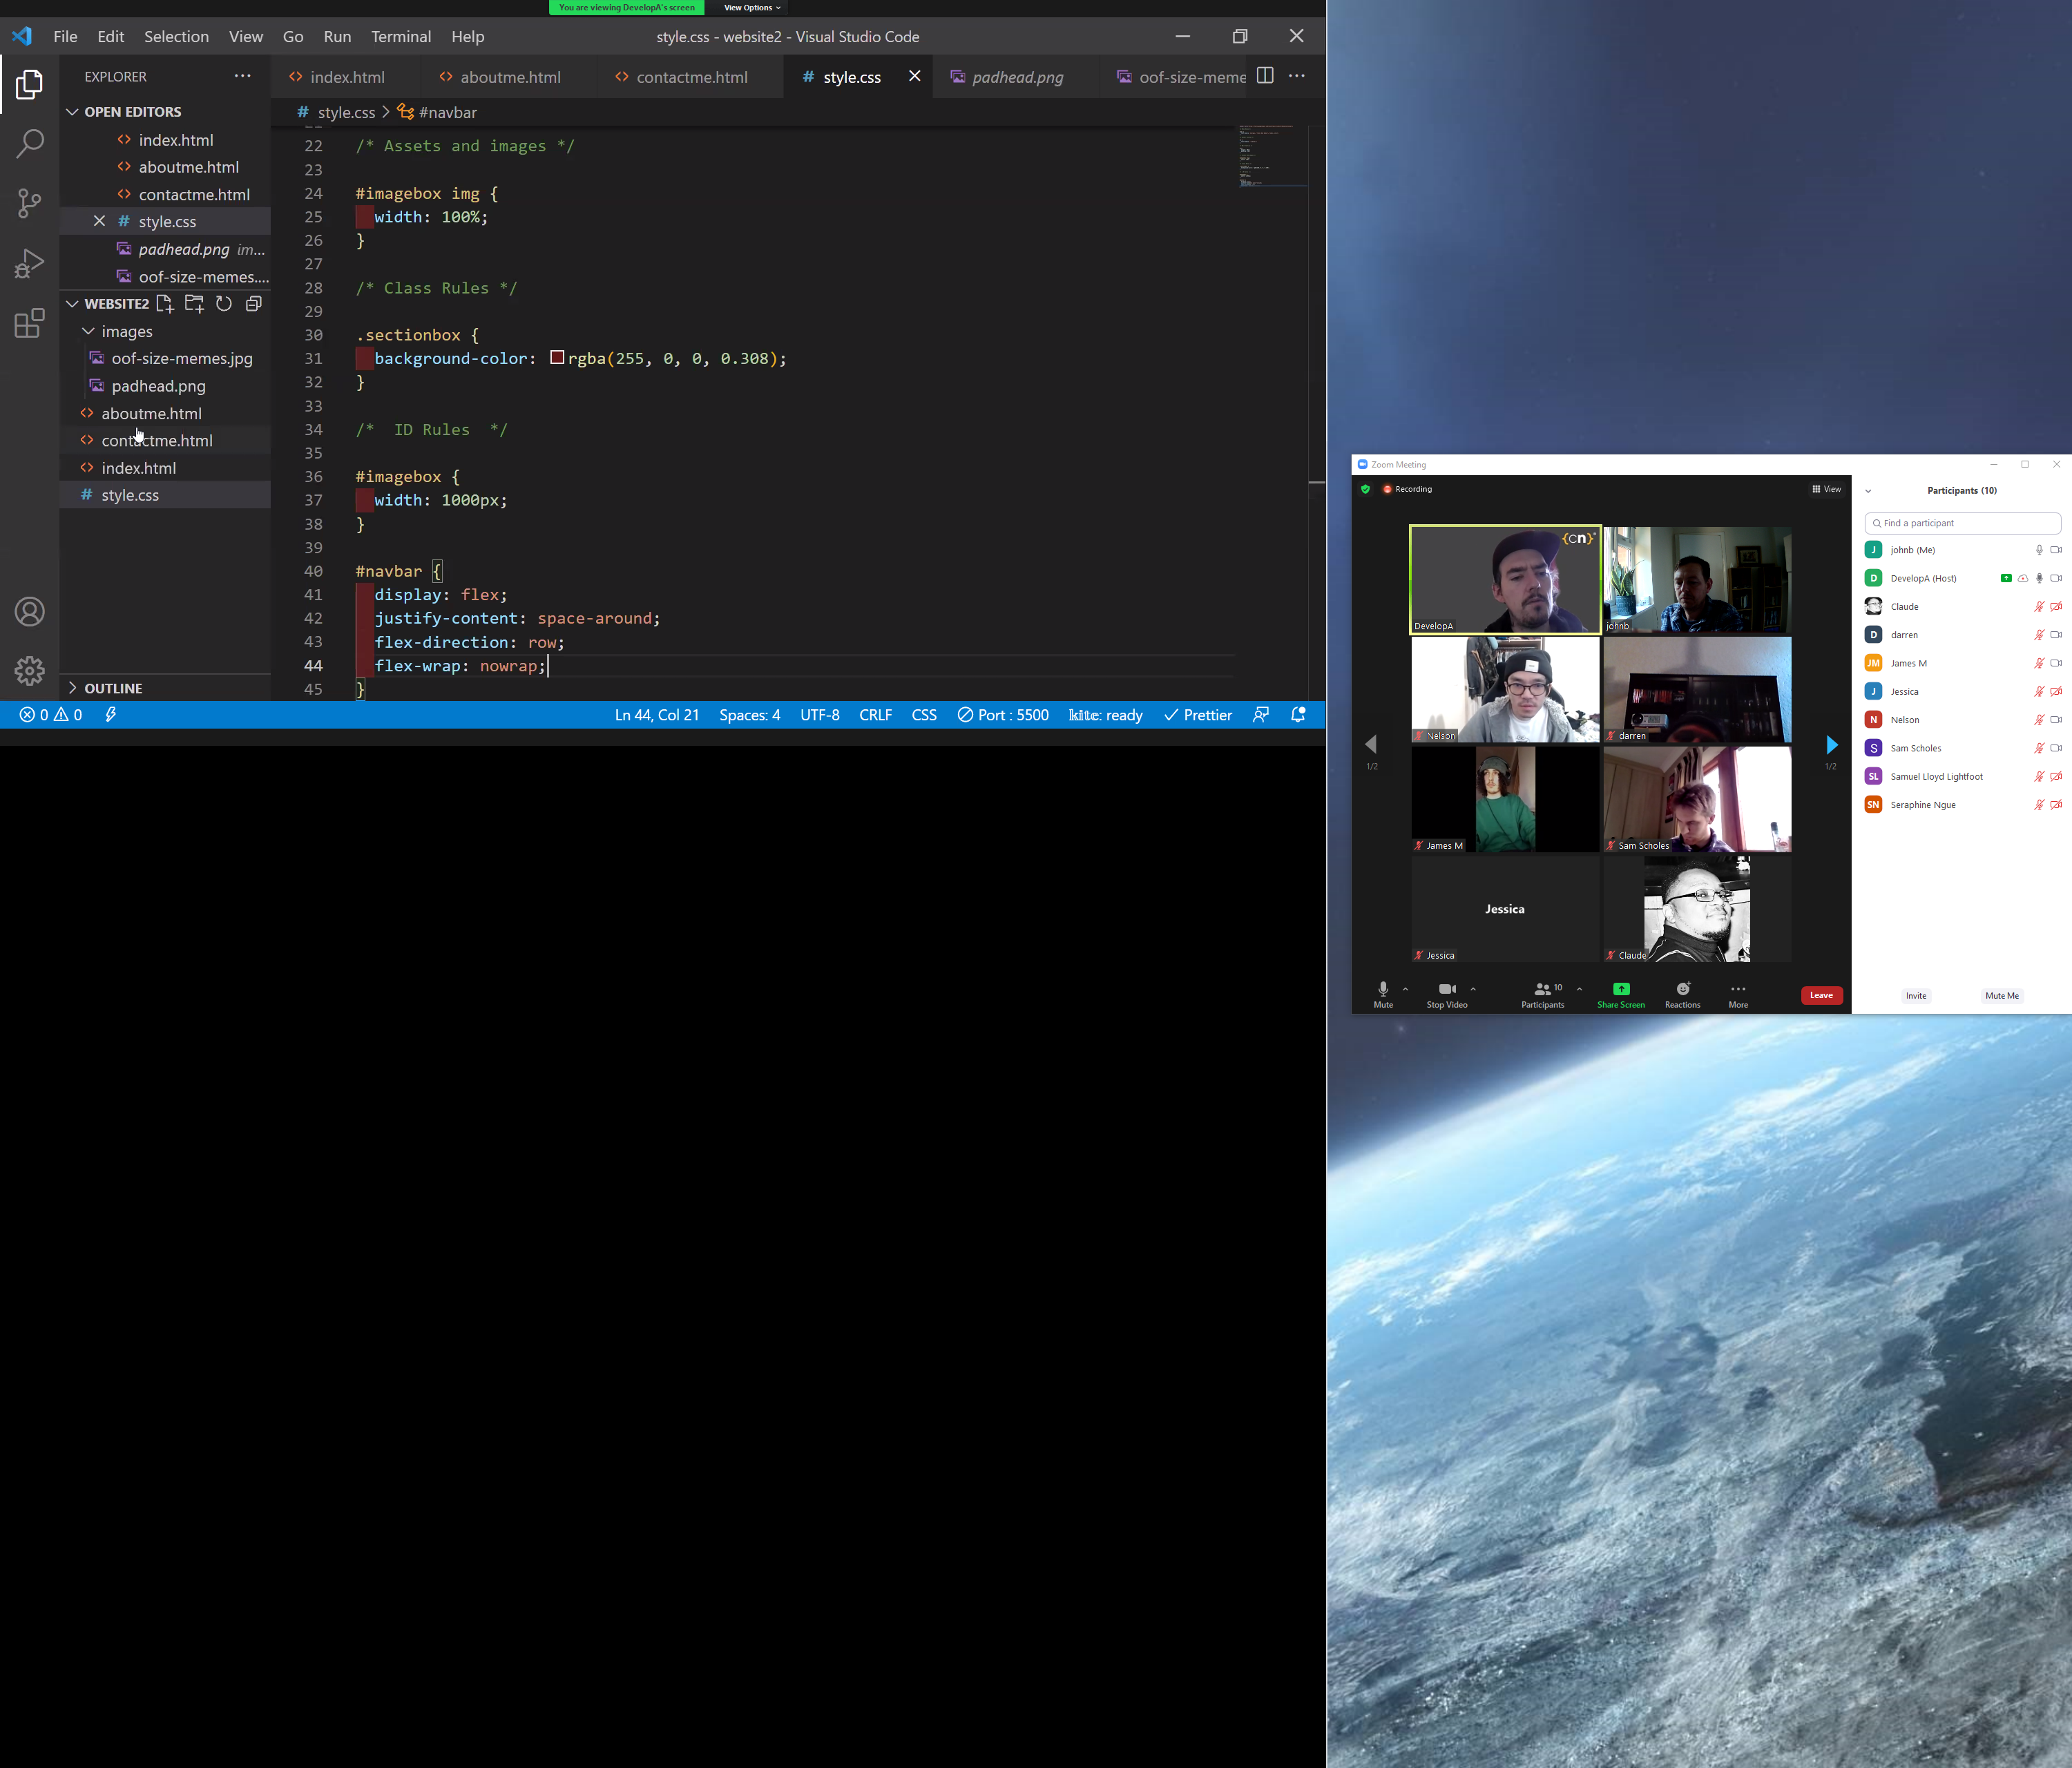 You are viewing DevelopA's screen
View Options
File Edit Selection View Go Run Terminal Help
style.css - website2 - Visual Studio Code
EXPLORER
index.html
aboutme.html
contactme.html
style.css
padhead.png
oof-size-meme
style.css > #navbar
OPEN EDITORS
index.html
aboutme.html
contactme.html
style.css
padhead.png im...
oof-size-memes....
WEBSITE2
images
oof-size-memes.jpg
padhead.png
aboutme.html
contactme.html
index.html
style.css
OUTLINE
22 /* Assets and images */
23
24 #imagebox img {
25 width: 100%;
26 }
27
28 /* Class Rules */
29
30 .sectionbox {
31 background-color: rgba(255, 0, 0, 0.308);
32 }
33
34 /* ID Rules */
35
36 #imagebox {
37 width: 1000px;
38 }
39
40 #navbar {
41 display: flex;
42 justify-content: space-around;
43 flex-direction: row;
44 flex-wrap: nowrap;
45 }
0 0
Ln 44, Col 21 Spaces: 4 UTF-8 CRLF CSS Port : 5500 kite: ready Prettier
Zoom Meeting
Recording
View
{cn}
DevelopA
johnb
Nelson
darren
1/2
1/2
James M
Sam Scholes
Jessica
Jessica
Claude
Mute
Stop Video
10
Participants
Share Screen
Reactions
More
Leave
Participants (10)
Find a participant
J johnb (Me)
D DevelopA (Host)
Claude
D darren
JM James M
J Jessica
N Nelson
S Sam Scholes
SL Samuel Lloyd Lightfoot
SN Seraphine Ngue
Invite
Mute Me